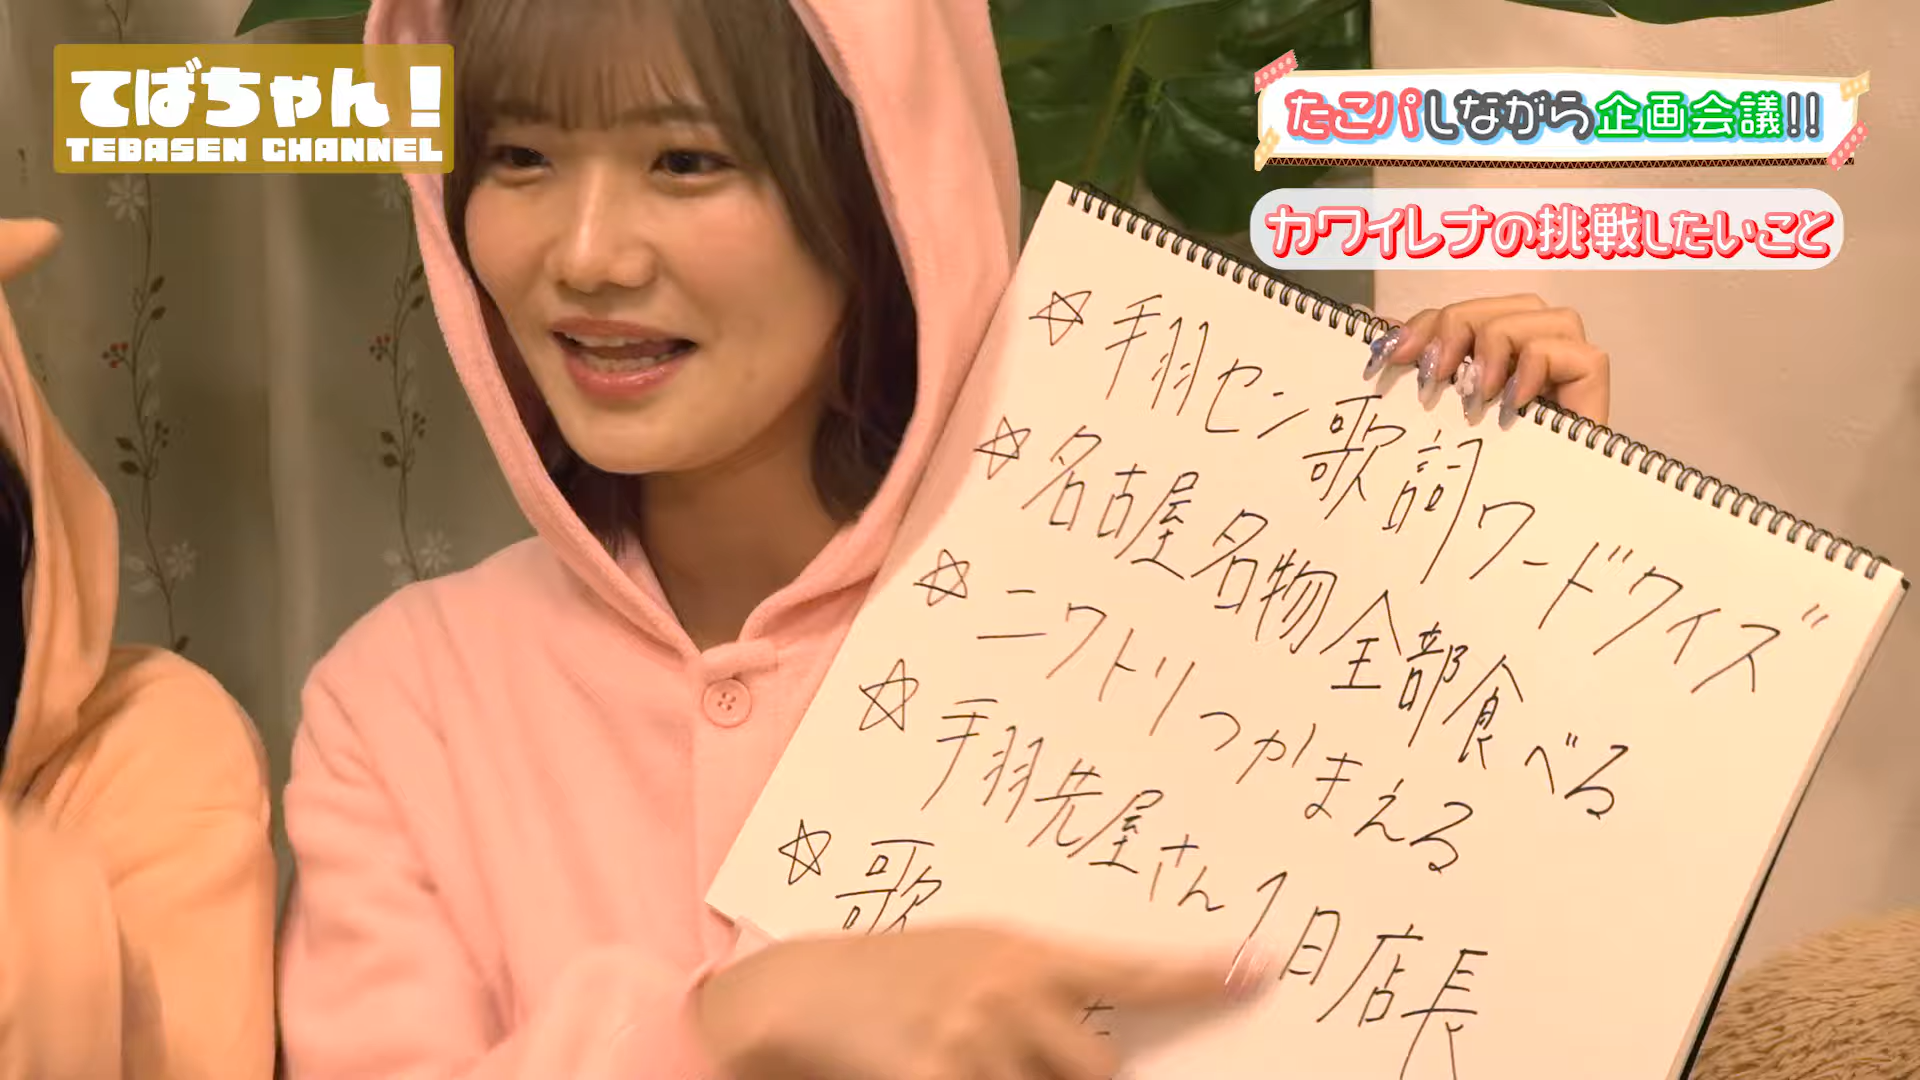 てばちゃん!
TEBASEN CHANNEL
たこパしながら企画会議!!
カワイレナの挑戦したいこと
☆手羽セン歌詞ワードクイズ
☆名古屋名物全部食べる
☆ニワトリつかまえる
☆手羽先屋さん1日店長
☆歌
た